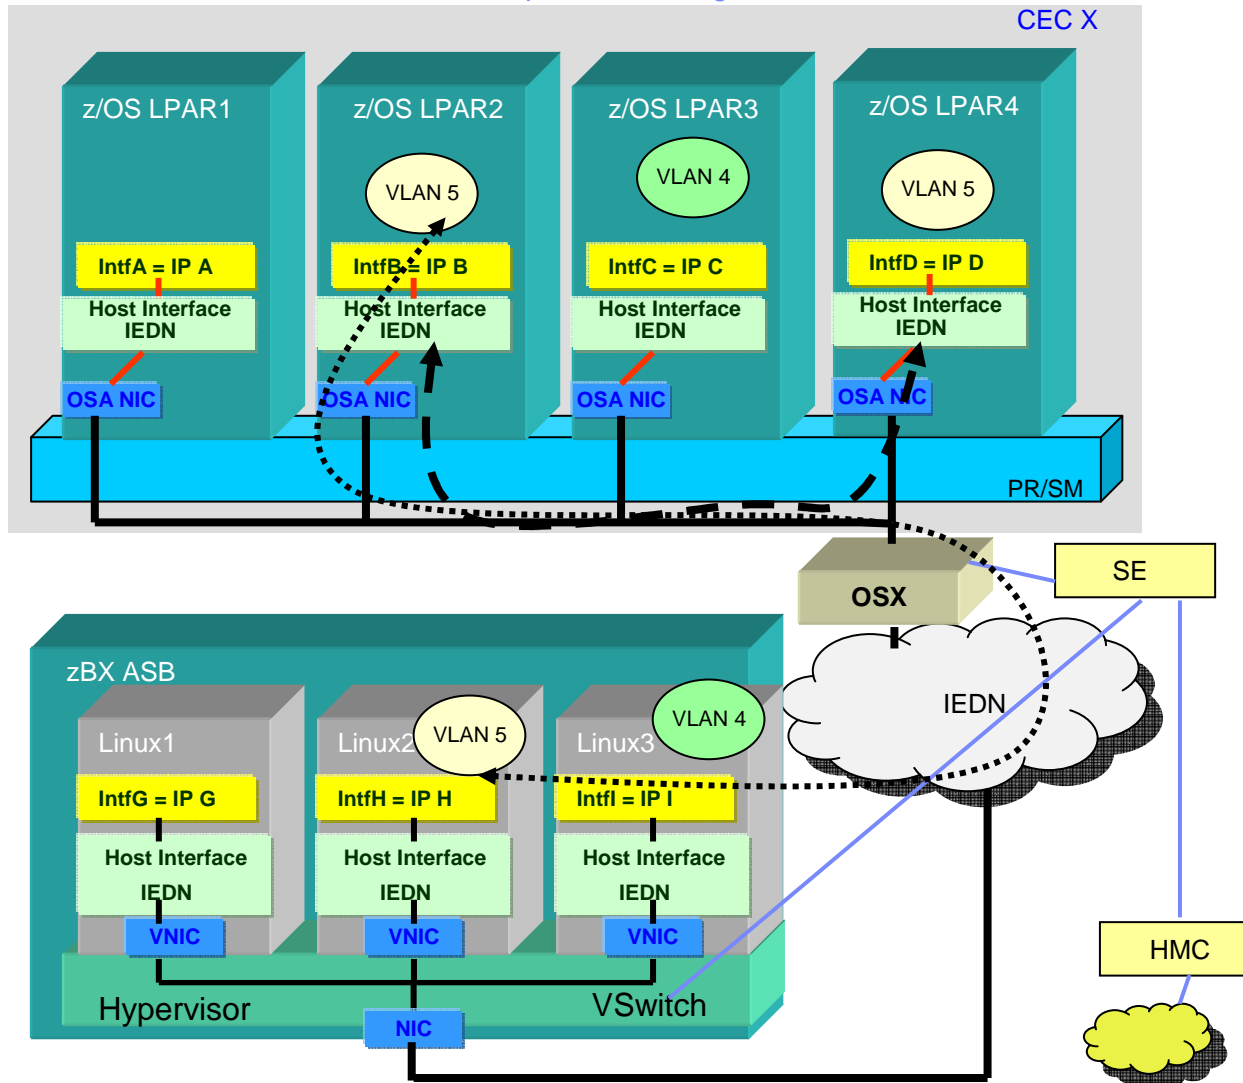 CEC X
z/OS LPAR1
z/OS LPAR2
z/OS LPAR3
z/OS LPAR4
VLAN 5
VLAN 4
VLAN 5
IntfA = IP A
IntfB = IP B
IntfC = IP C
IntfD = IP D
Host Interface
IEDN
Host Interface
IEDN
Host Interface
IEDN
Host Interface
IEDN
OSA NIC
OSA NIC
OSA NIC
OSA NIC
PR/SM
OSX
SE
zBX ASB
IEDN
Linux1
Linux2
VLAN 5
Linux3
VLAN 4
IntfG = IP G
IntfH = IP H
IntfI = IP I
Host Interface
IEDN
Host Interface
IEDN
Host Interface
IEDN
VNIC
VNIC
VNIC
HMC
Hypervisor
VSwitch
NIC